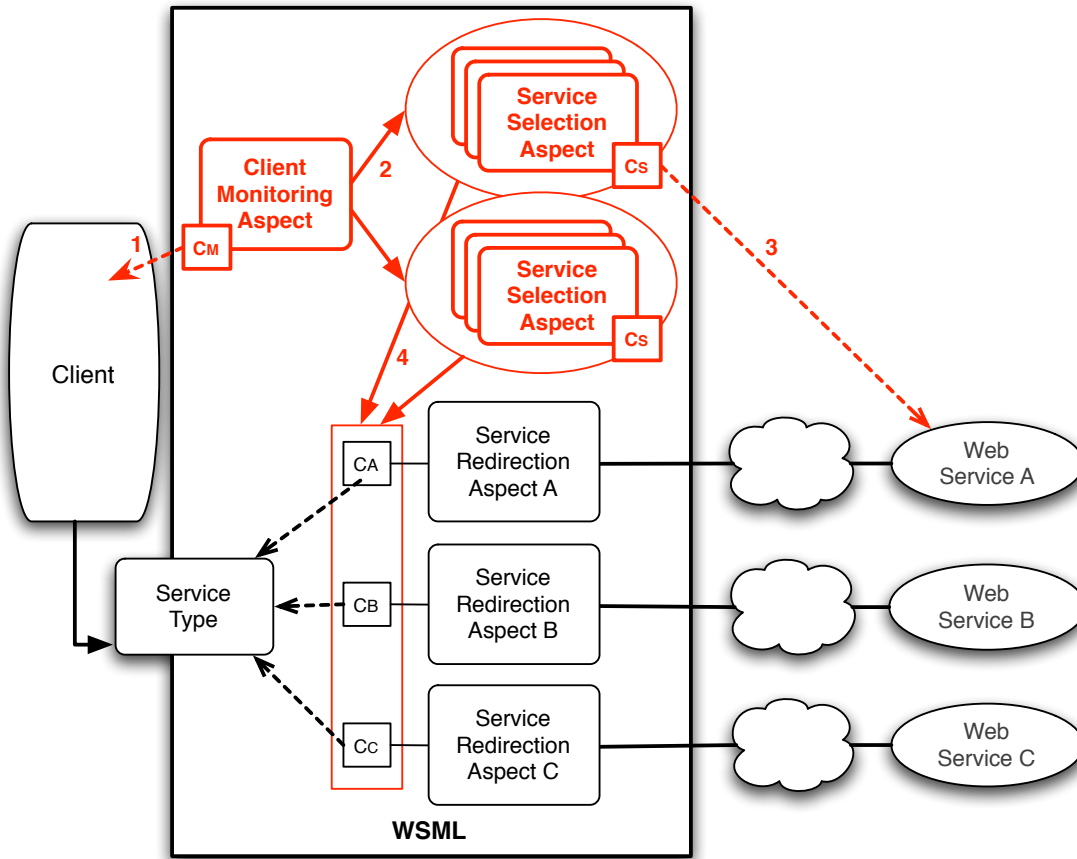 Service
Selection
Aspect
Cs
2
Client
Monitoring
Aspect
CM
1
3
Service
Selection
Aspect
Cs
4
Client
CA
Service
Redirection
Aspect A
Web
Service A
Service
Type
CB
Service
Redirection
Aspect B
Web
Service B
Cc
Service
Redirection
Aspect C
Web
Service C
WSML